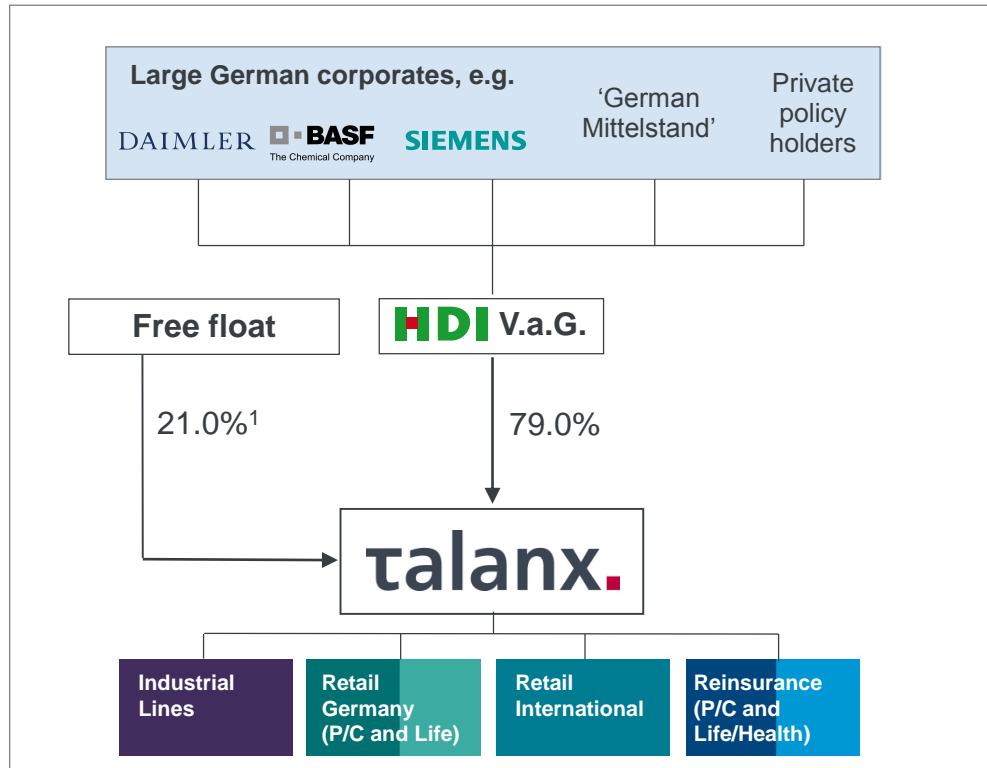 Large German corporates, e.g.
DAIMLER
BASF
The Chemical Company
SIEMENS
‘German
Mittelstand’
Private
policy
holders
Free float
HDI V.a.G.
21.0%¹
79.0%
τalanx.
Industrial
Lines
Retail
Germany
(P/C and Life)
Retail
International
Reinsurance
(P/C and
Life/Health)